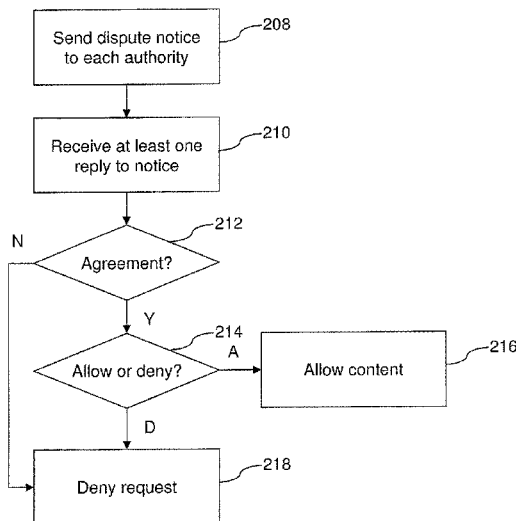 Send dispute notice
to each authority
208
Receive at least one
reply to notice
210
212
N
Agreement?
Y
214
Allow or deny?
A
Allow content
216
D
Deny request
218